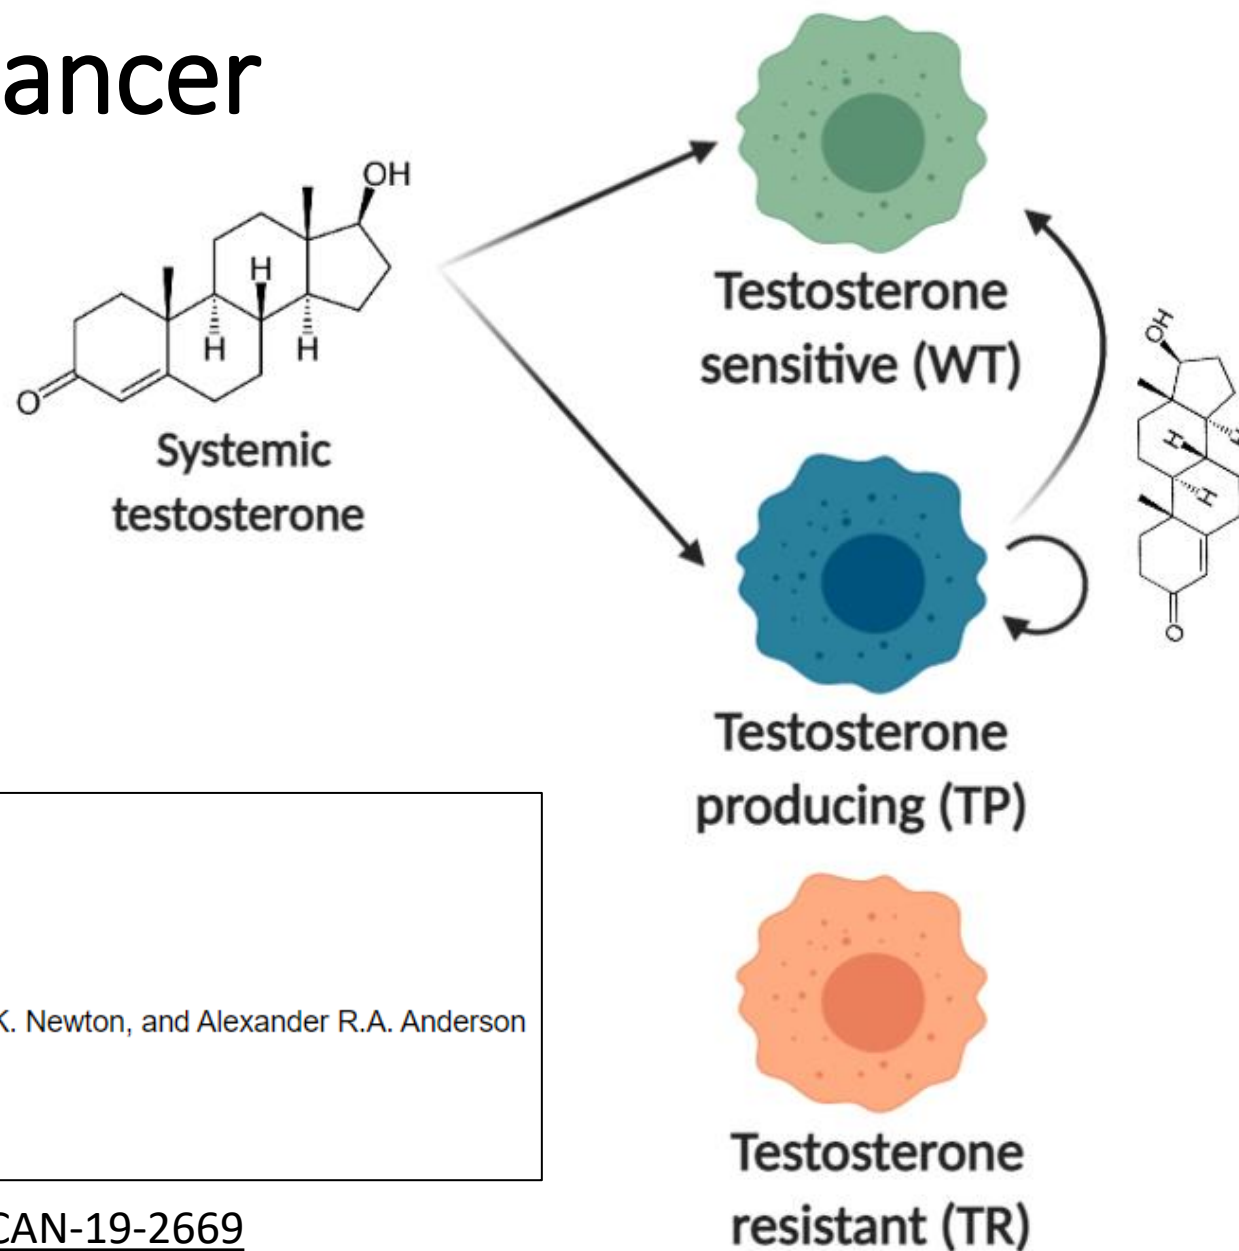 ancer
OH
H
H
H
O
Systemic
testosterone
Testosterone
sensitive (WT)
OH
H
H
H
O
Testosterone
producing (TP)
K. Newton, and Alexander R.A. Anderson
Testosterone
resistant (TR)
CAN-19-2669